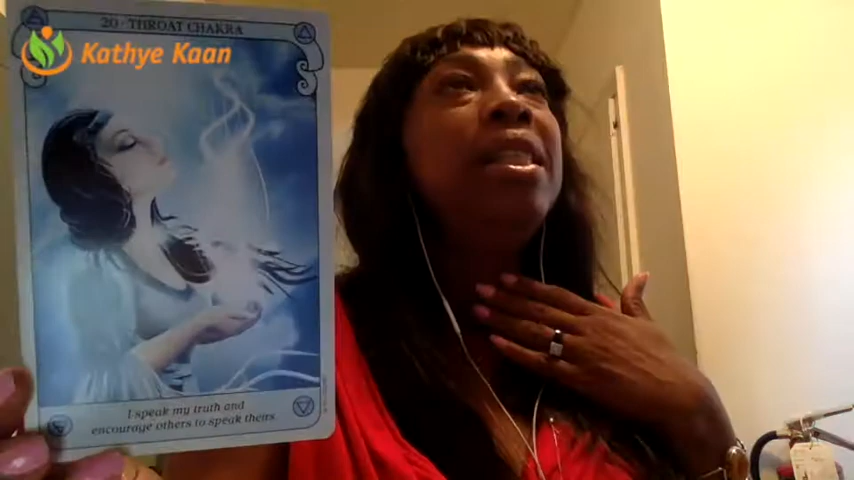 20 · THROAT CHAKRA
Kathye Kaan
I speak my truth and
encourage others to speak theirs.